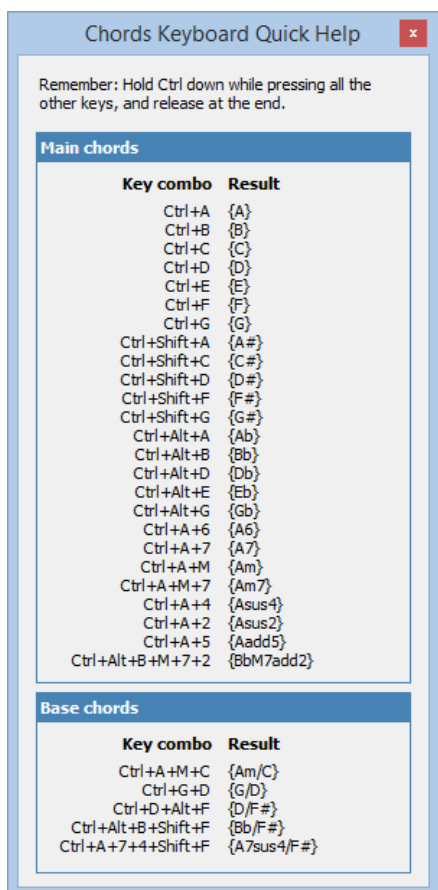 Chords Keyboard Quick Help
x
Remember: Hold Ctrl down while pressing all the
other keys, and release at the end.
Main chords
Key combo Result
Ctrl+A {A}
Ctrl+B {B}
Ctrl+C {C}
Ctrl+D {D}
Ctrl+E {E}
Ctrl+F {F}
Ctrl+G {G}
Ctrl+Shift+A {A#}
Ctrl+Shift+C {C#}
Ctrl+Shift+D {D#}
Ctrl+Shift+F {F#}
Ctrl+Shift+G {G#}
Ctrl+Alt+A {Ab}
Ctrl+Alt+B {Bb}
Ctrl+Alt+D {Db}
Ctrl+Alt+E {Eb}
Ctrl+Alt+G {Gb}
Ctrl+A+6 {A6}
Ctrl+A+7 {A7}
Ctrl+A+M {Am}
Ctrl+A+M+7 {Am7}
Ctrl+A+4 {Asus4}
Ctrl+A+2 {Asus2}
Ctrl+A+5 {Aadd5}
Ctrl+Alt+B+M+7+2 {BbM7add2}
Base chords
Key combo Result
Ctrl+A+M+C {Am/C}
Ctrl+G+D {G/D}
Ctrl+D+Alt+F {D/F#}
Ctrl+Alt+B+Shift+F {Bb/F#}
Ctrl+A+7+4+Shift+F {A7sus4/F#}